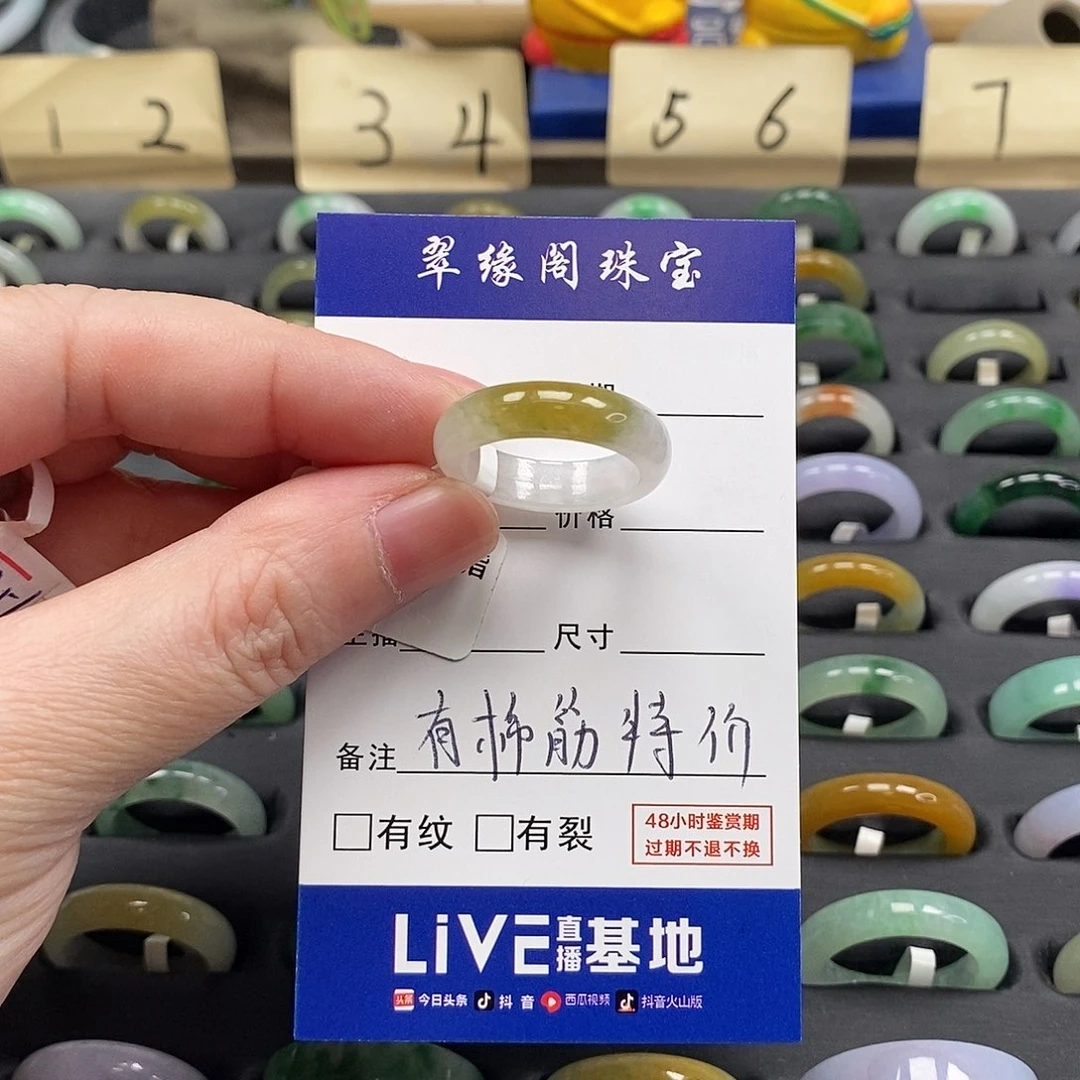 1 2
3 4
5 6
7
翠缘阁珠宝
期
价格
主播 尺寸
备注 有棉筋特价
有纹 有裂
48小时鉴赏期
过期不退不换
LiVE直播基地
今日头条 抖音 西瓜视频 抖音火山版